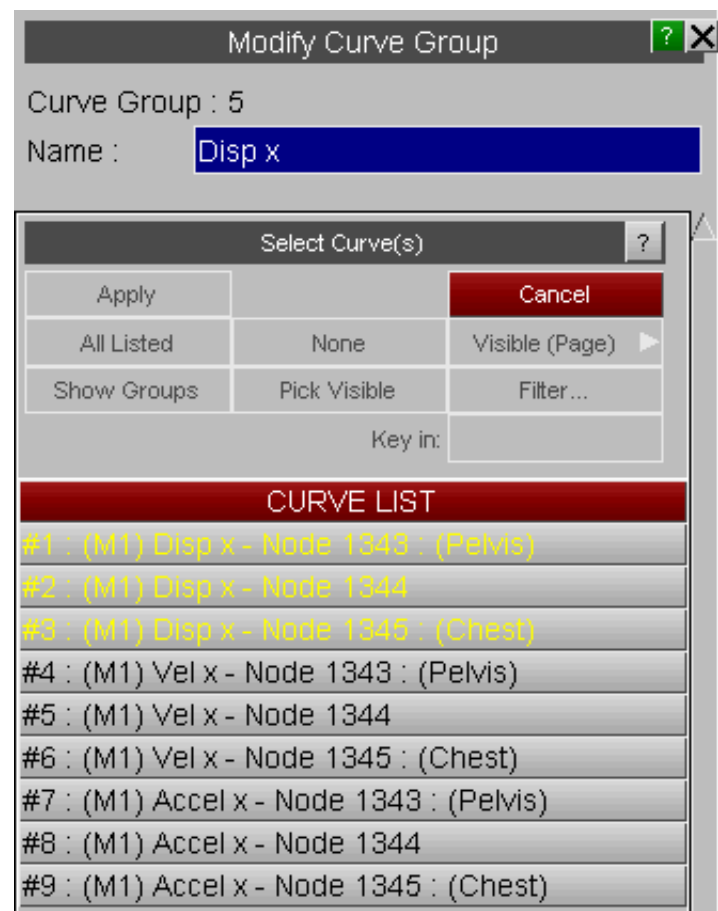 Modify Curve Group ? X
Curve Group : 5
Name : Disp x
Select Curve(s) ?
Apply Cancel
All Listed None Visible (Page)
Show Groups Pick Visible Filter...
Key in:
CURVE LIST
#1 : (M1) Disp x - Node 1343 : (Pelvis)
#2 : (M1) Disp x - Node 1344
#3 : (M1) Disp x - Node 1345 : (Chest)
#4 : (M1) Vel x - Node 1343 : (Pelvis)
#5 : (M1) Vel x - Node 1344
#6 : (M1) Vel x - Node 1345 : (Chest)
#7 : (M1) Accel x - Node 1343 : (Pelvis)
#8 : (M1) Accel x - Node 1344
#9 : (M1) Accel x - Node 1345 : (Chest)